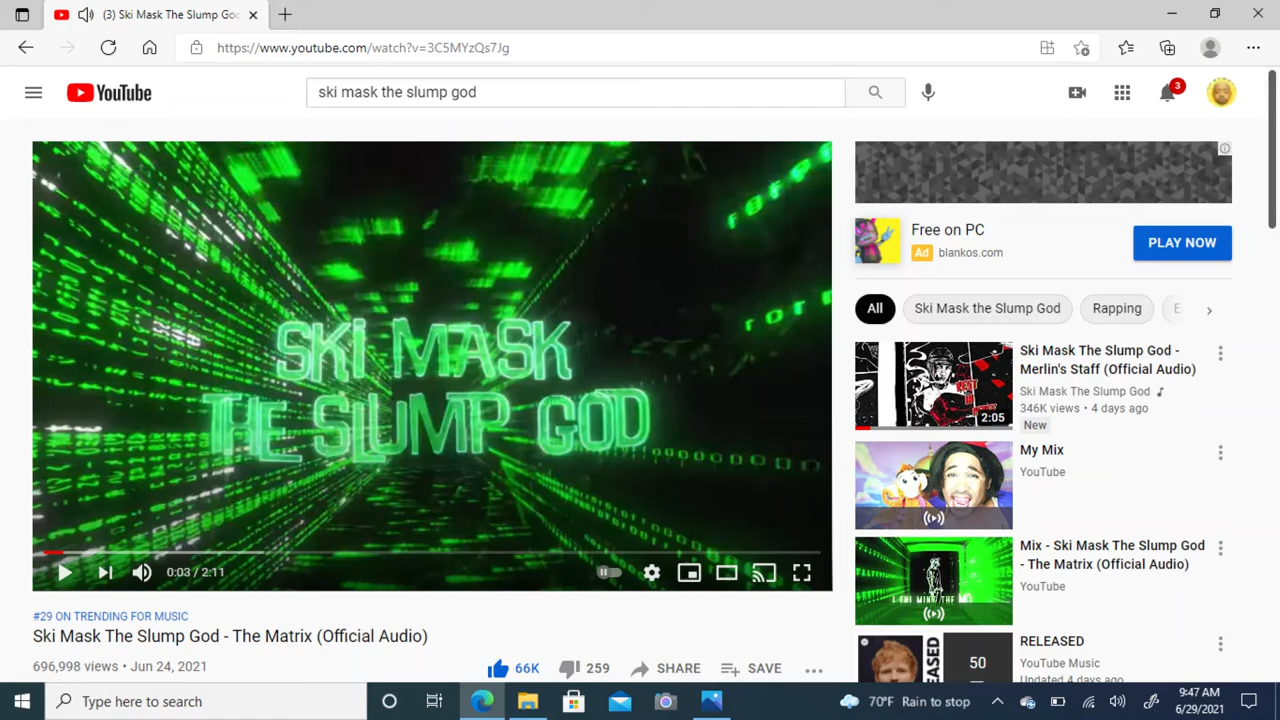 (3) Ski Mask The Slump Go
https://www.youtube.com/watch?v=3C5MYzQs7Jg
YouTube
ski mask the slump god
3
SKI MASK
THE SLUMP GOD
0:03 / 2:11
#29 ON TRENDING FOR MUSIC
Ski Mask The Slump God - The Matrix (Official Audio)
696,998 views • Jun 24, 2021
66K
259
SHARE
SAVE
Free on PC
Ad blankos.com
PLAY NOW
All
Ski Mask the Slump God
Rapping
E
Ski Mask The Slump God -
Merlin's Staff (Official Audio)
Ski Mask The Slump God
346K views • 4 days ago
New
2:05
My Mix
YouTube
Mix - Ski Mask The Slump God
- The Matrix (Official Audio)
YouTube
RELEASED
YouTube Music
Updated 4 days ago
50
Type here to search
70°F Rain to stop
9:47 AM
6/29/2021